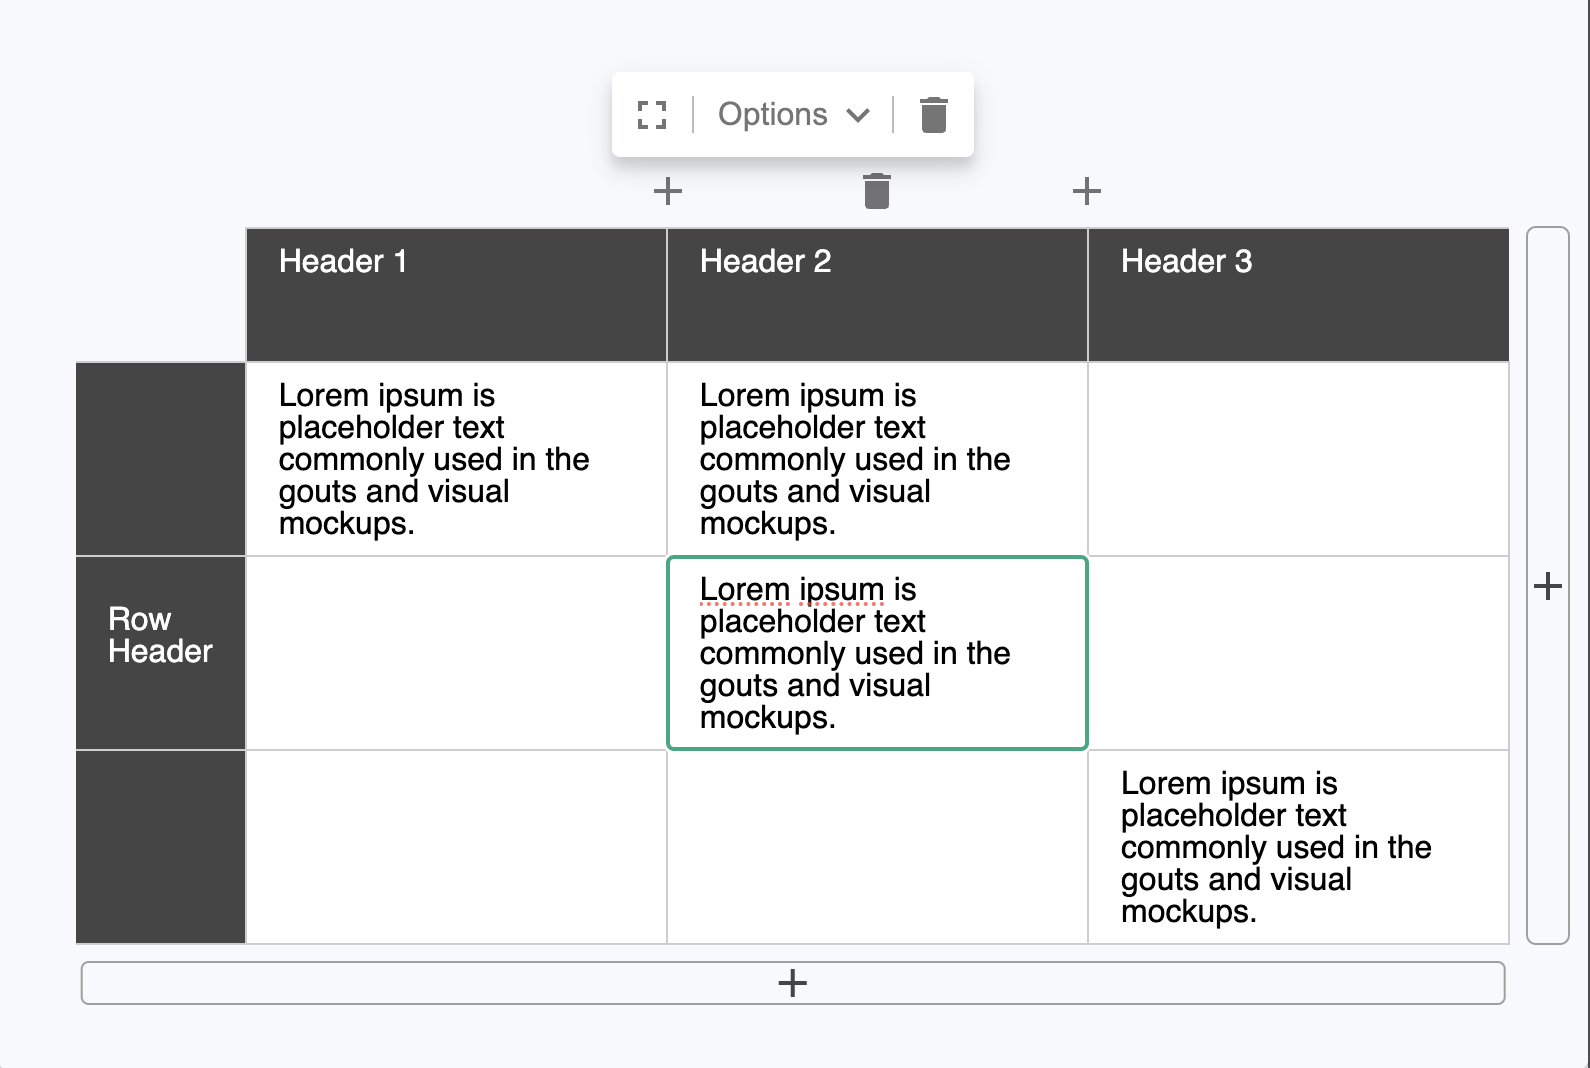 Options
Header 1
Header 2
Header 3
Lorem ipsum is
placeholder text
commonly used in the
gouts and visual
mockups.
Lorem ipsum is
placeholder text
commonly used in the
gouts and visual
mockups.
Row
Header
Lorem ipsum is
placeholder text
commonly used in the
gouts and visual
mockups.
Lorem ipsum is
placeholder text
commonly used in the
gouts and visual
mockups.